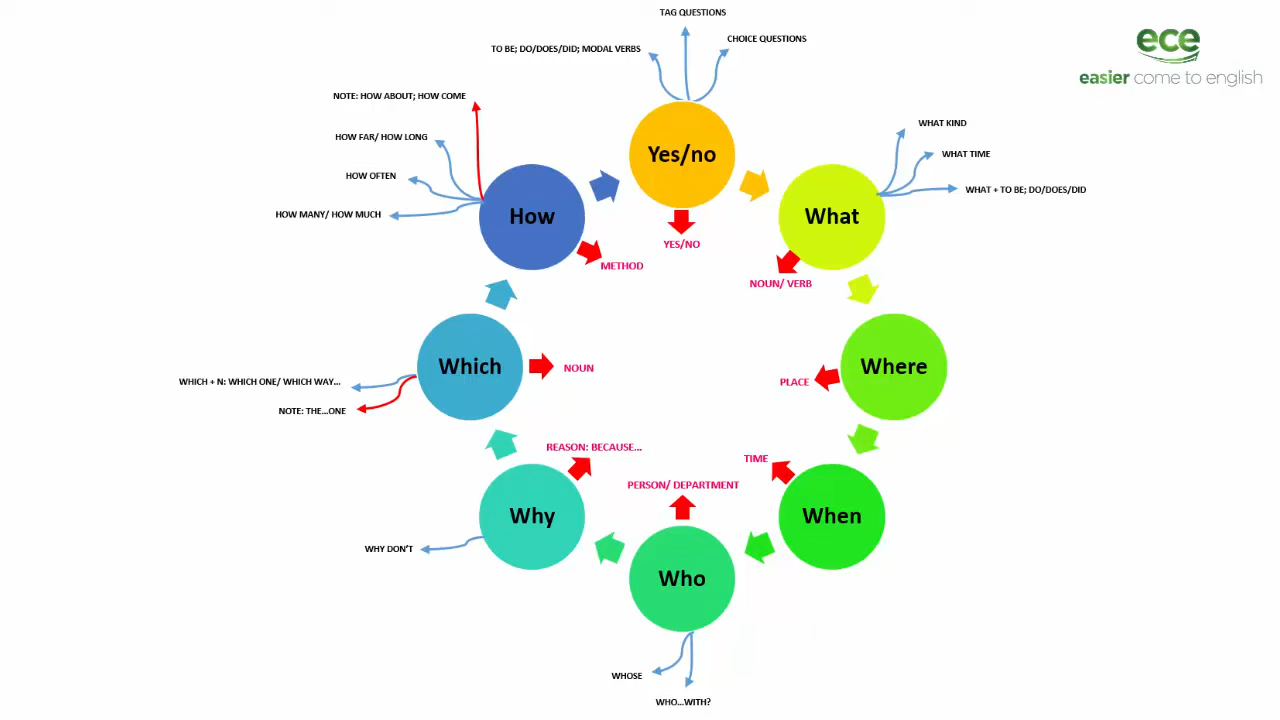 TAG QUESTIONS
CHOICE QUESTIONS
TO BE; DO/DOES/DID; MODAL VERBS
ece
easier come to english
NOTE: HOW ABOUT; HOW COME
WHAT KIND
HOW FAR/ HOW LONG
Yes/no
WHAT TIME
HOW OFTEN
WHAT + TO BE; DO/DOES/DID
HOW MANY/ HOW MUCH
How
What
YES/NO
METHOD
NOUN/ VERB
Which
NOUN
Where
WHICH + N: WHICH ONE/ WHICH WAY...
PLACE
NOTE: THE...ONE
REASON: BECAUSE...
TIME
PERSON/ DEPARTMENT
Why
When
WHY DON'T
Who
WHOSE
WHO...WITH?